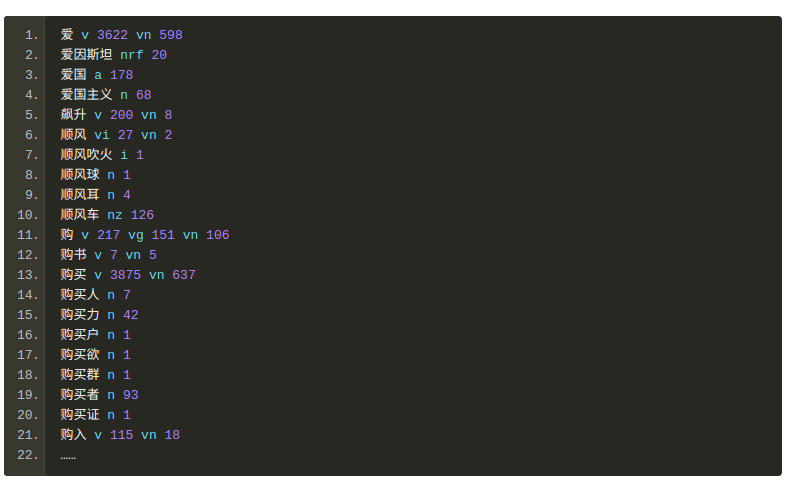 1. 爱 v 3622 vn 598
2. 爱因斯坦 nrf 20
3. 爱国 a 178
4. 爱国主义 n 68
5. 飙升 v 200 vn 8
6. 顺风 vi 27 vn 2
7. 顺风吹火 i 1
8. 顺风球 n 1
9. 顺风耳 n 4
10. 顺风车 nz 126
11. 购 v 217 vg 151 vn 106
12. 购书 v 7 vn 5
13. 购买 v 3875 vn 637
14. 购买人 n 7
15. 购买力 n 42
16. 购买户 n 1
17. 购买欲 n 1
18. 购买群 n 1
19. 购买者 n 93
20. 购买证 n 1
21. 购入 v 115 vn 18
22. ……